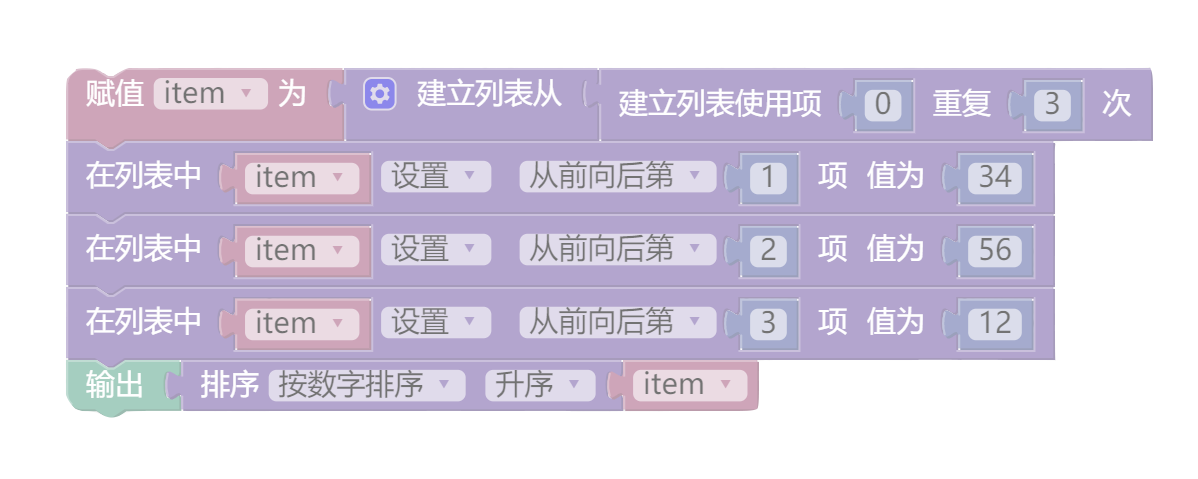 赋值 item 为 建立列表从 建立列表使用项 0 重复 3 次
在列表中 item 设置 从前向后第 1 项 值为 34
在列表中 item 设置 从前向后第 2 项 值为 56
在列表中 item 设置 从前向后第 3 项 值为 12
输出 排序 按数字排序 升序 item